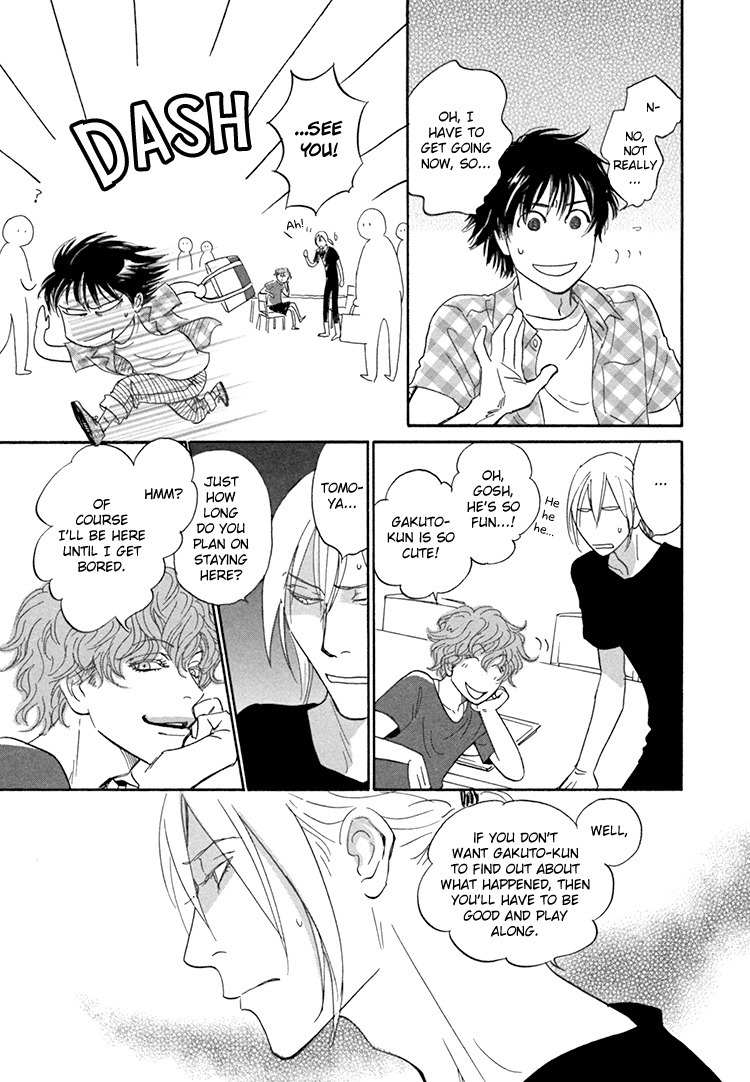 N-
NO,
NOT
REALLY
...
OH, I
HAVE TO
GET GOING
NOW, SO...
...SEE
YOU!
DASH
Ah!
?
...
OH,
GOSH,
HE'S SO
FUN...!
GAKUTO-
KUN IS SO
CUTE!
He
he
he...
TOMO-
YA...
JUST
HOW
LONG
DO YOU
PLAN ON
STAYING
HERE?
HMM?
OF
COURSE
I'LL BE HERE
UNTIL I GET
BORED.
WELL,
IF YOU DON'T
WANT GAKUTO-KUN
TO FIND OUT ABOUT
WHAT HAPPENED, THEN
YOU'LL HAVE TO BE
GOOD AND PLAY
ALONG.